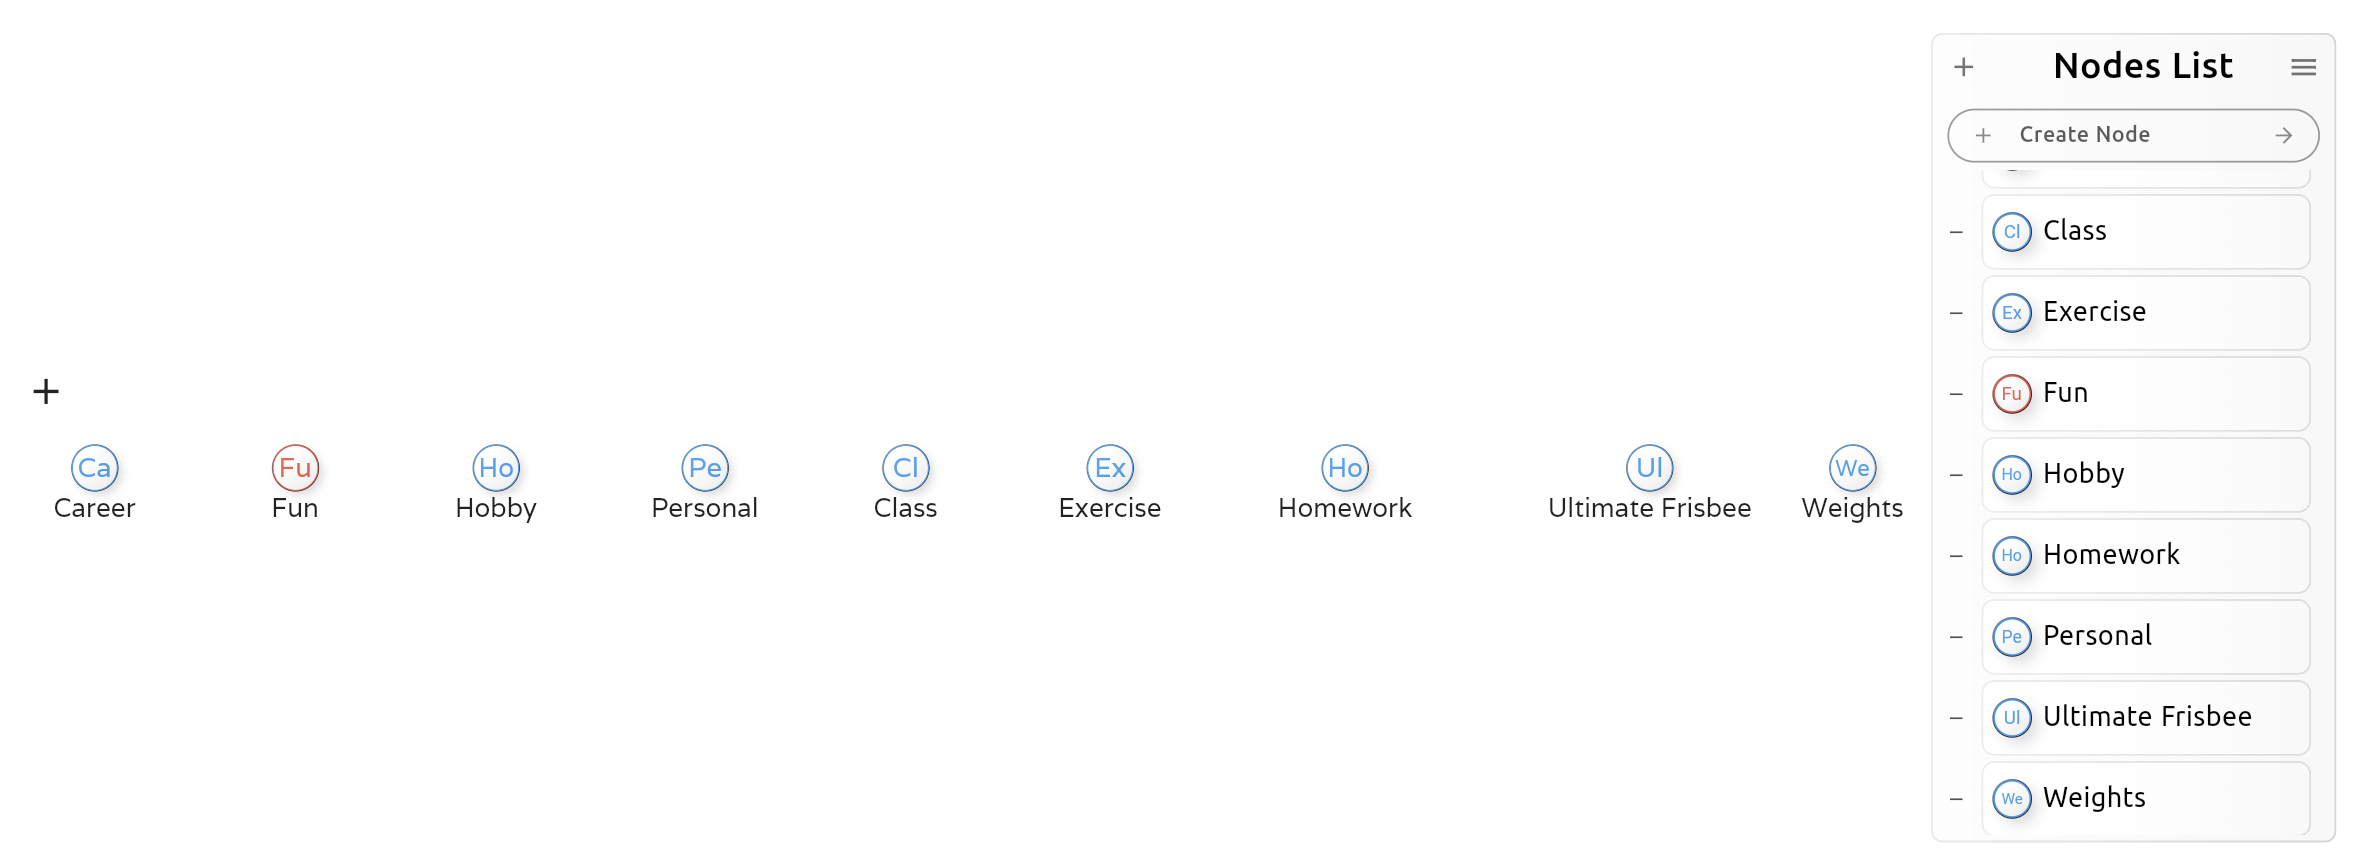 Nodes List
Create Node
Cl Class
Ex Exercise
Fu Fun
Ho Hobby
Ho Homework
Pe Personal
Ul Ultimate Frisbee
We Weights
Ca Fu Ho Pe Cl Ex Ho Ul We
Career Fun Hobby Personal Class Exercise Homework Ultimate Frisbee Weights